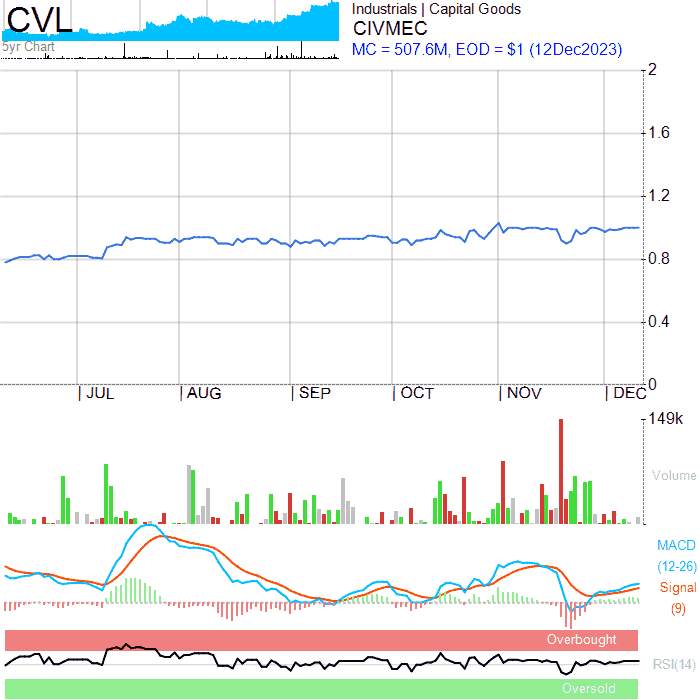 CVL
5yr Chart
Industrials | Capital Goods
CIVMEC
MC = 507.6M, EOD = $1 (12Dec2023)
2
1.6
1.2
0.8
0.4
0
| JUL | AUG | SEP | OCT | NOV | DEC
149k
Volume
MACD
(12-26)
Signal
(9)
Overbought
RSI(14)
Oversold